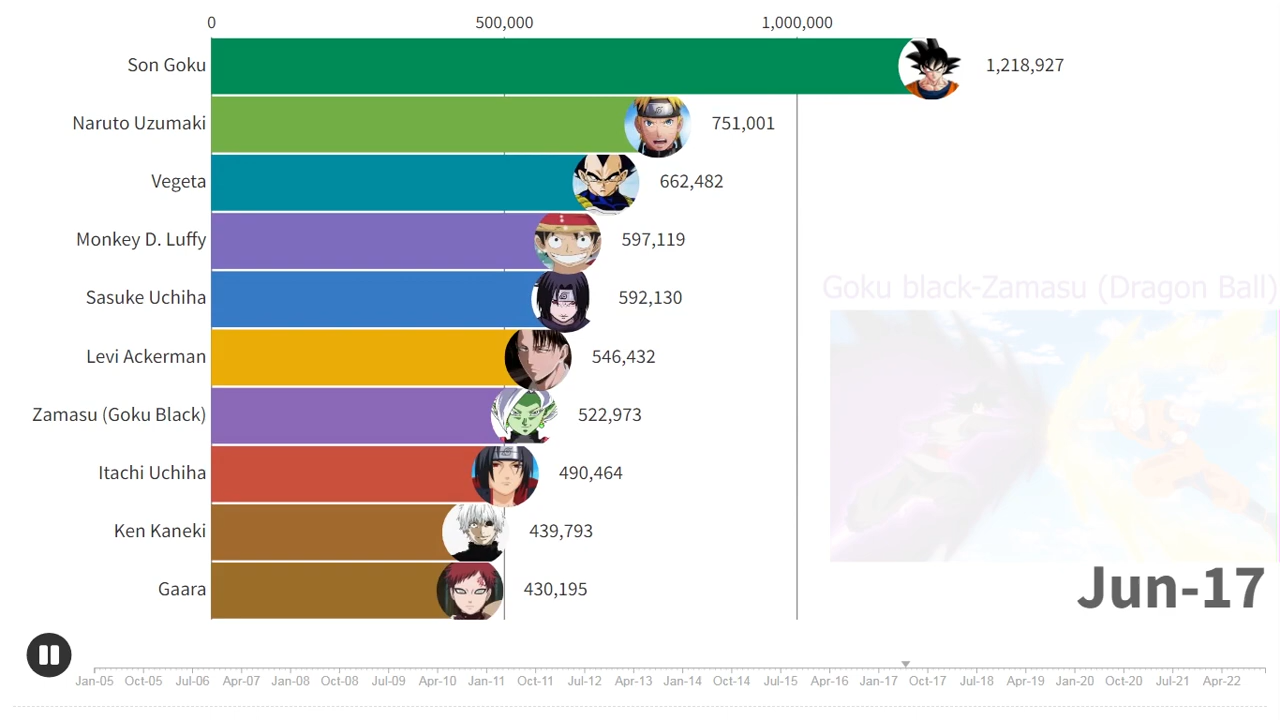 0 500,000 1,000,000
Son Goku 1,218,927
Naruto Uzumaki 751,001
Vegeta 662,482
Monkey D. Luffy 597,119
Goku black-Zamasu (Dragon Ball)
Sasuke Uchiha 592,130
Levi Ackerman 546,432
Zamasu (Goku Black) 522,973
Itachi Uchiha 490,464
Ken Kaneki 439,793
Gaara 430,195
Jun-17
Jan-05 Oct-05 Jul-06 Apr-07 Jan-08 Oct-08 Jul-09 Apr-10 Jan-11 Oct-11 Jul-12 Apr-13 Jan-14 Oct-14 Jul-15 Apr-16 Jan-17 Oct-17 Jul-18 Apr-19 Jan-20 Oct-20 Jul-21 Apr-22